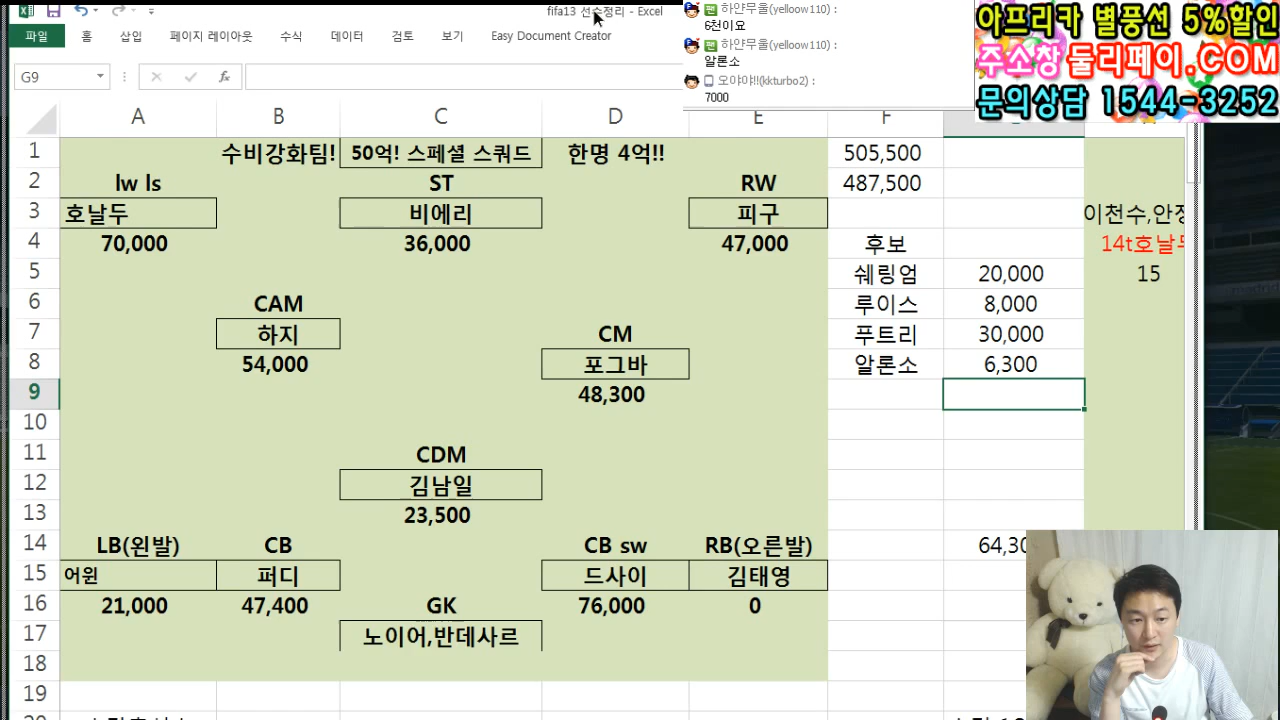 fifa13 선수정리 - Excel
파일 홈 삽입 페이지 레이아웃 수식 데이터 검토 보기 Easy Document Creator
G9 fx
팬 하얀무울(yelloow110) :
6천이요
팬 하얀무울(yelloow110) :
알론소
오야야!!(kkturbo2) :
7000
아프리카 별풍선 5%할인
주소창 둘리페이.COM
문의상담 1544-3252
A B C D E F
1 수비강화팀! 50억! 스페셜 스쿼드 한명 4억!! 505,500
2 lw ls ST RW 487,500
3 호날두 비에리 피구 이천수,안정
4 70,000 36,000 47,000 후보 14t호날두
5 쉐링엄 20,000 15
6 CAM 루이스 8,000
7 하지 CM 푸트리 30,000
8 54,000 포그바 알론소 6,300
9 48,300
10
11 CDM
12 김남일
13 23,500
14 LB(왼발) CB CB sw RB(오른발) 64,30
15 어윈 퍼디 드사이 김태영
16 21,000 47,400 GK 76,000 0
17 노이어,반데사르
18
19